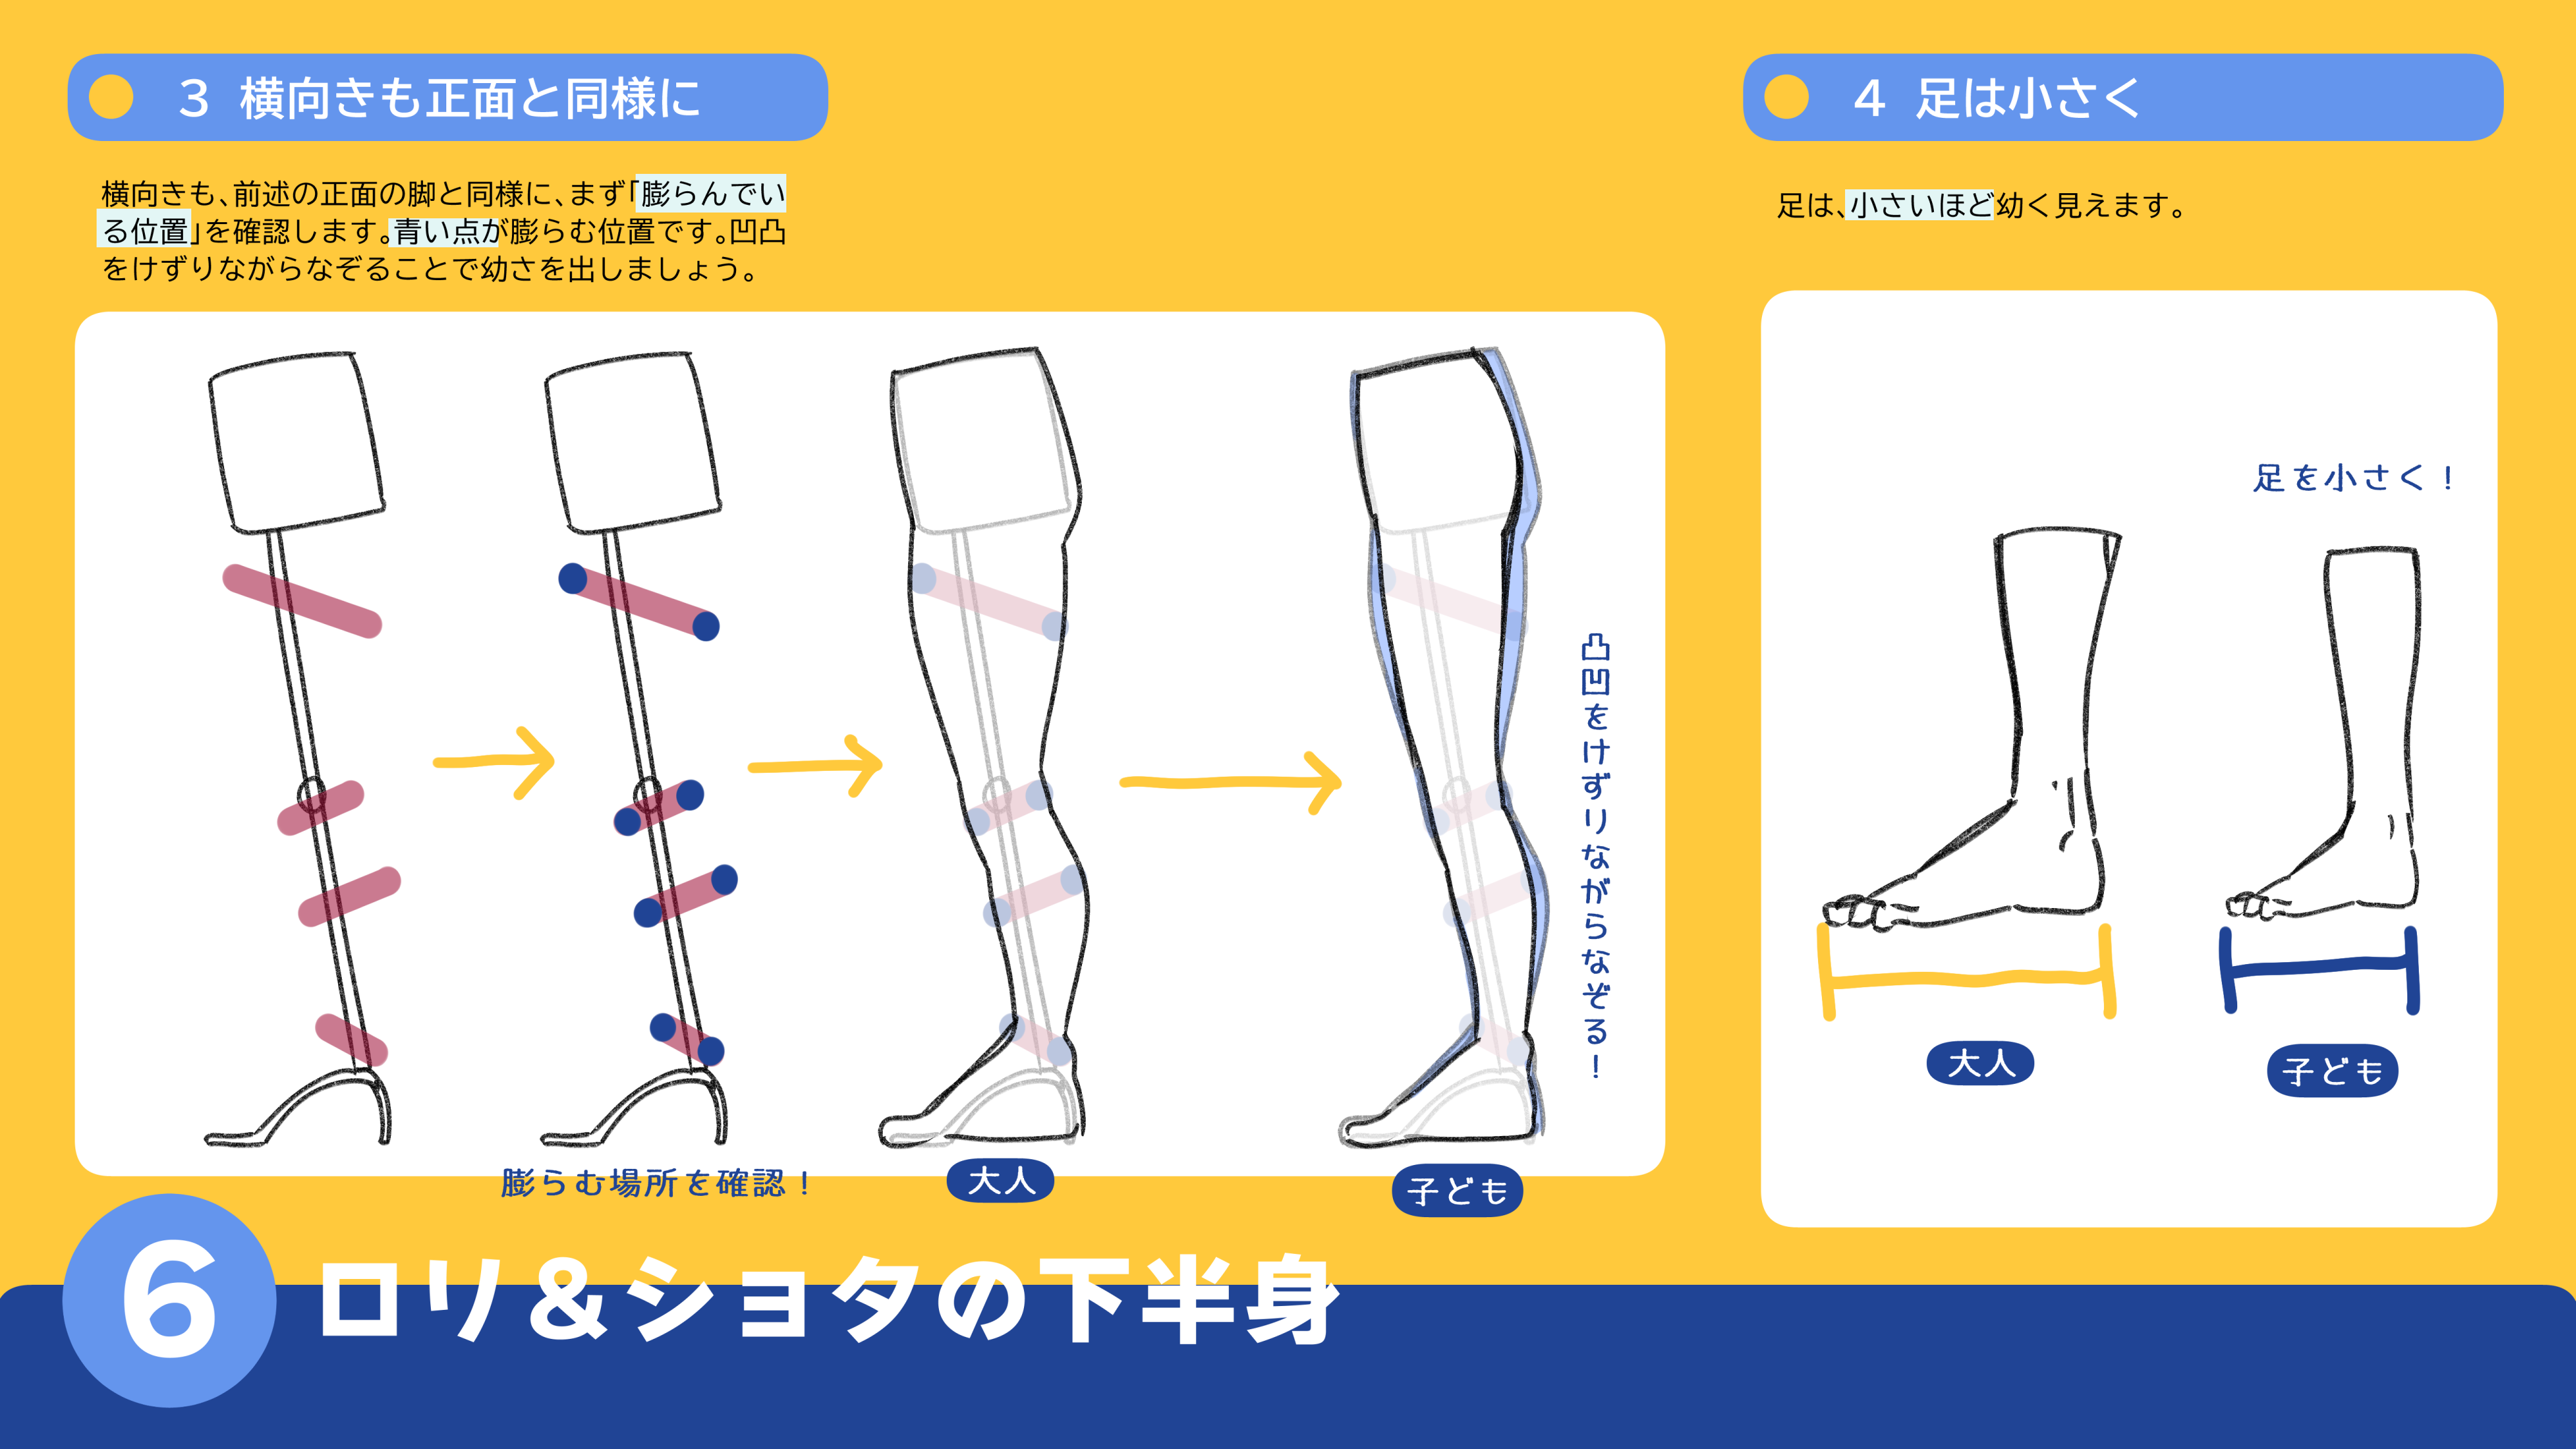 3 横向きも正面と同様に
横向きも、前述の正面の脚と同様に、まず「膨らんでい
る位置」を確認します。青い点が膨らむ位置です。凹凸
をけずりながらなぞることで幼さを出しましょう。
凸凹をけずりながらなぞる！
膨らむ場所を確認！
大人
子ども
4 足は小さく
足は、小さいほど幼く見えます。
足を小さく！
大人
子ども
6 ロリ＆ショタの下半身